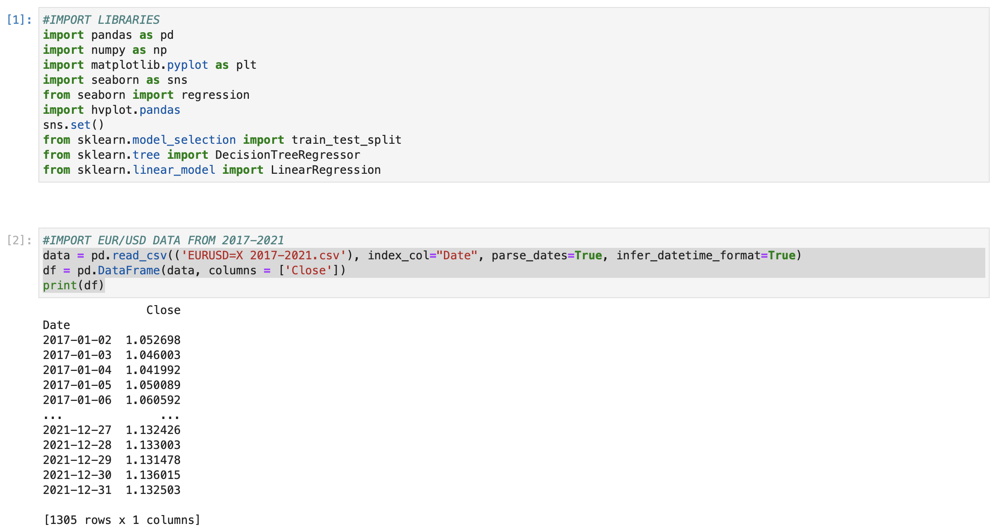 [1]: #IMPORT LIBRARIES
import pandas as pd
import numpy as np
import matplotlib.pyplot as plt
import seaborn as sns
from seaborn import regression
import hvplot.pandas
sns.set()
from sklearn.model_selection import train_test_split
from sklearn.tree import DecisionTreeRegressor
from sklearn.linear_model import LinearRegression
[2]: #IMPORT EUR/USD DATA FROM 2017-2021
data = pd.read_csv(('EURUSD=X 2017-2021.csv'), index_col="Date", parse_dates=True, infer_datetime_format=True)
df = pd.DataFrame(data, columns = ['Close'])
print(df)
Close
Date
2017-01-02 1.052698
2017-01-03 1.046003
2017-01-04 1.041992
2017-01-05 1.050089
2017-01-06 1.060592
... ...
2021-12-27 1.132426
2021-12-28 1.133003
2021-12-29 1.131478
2021-12-30 1.136015
2021-12-31 1.132503
[1305 rows x 1 columns]